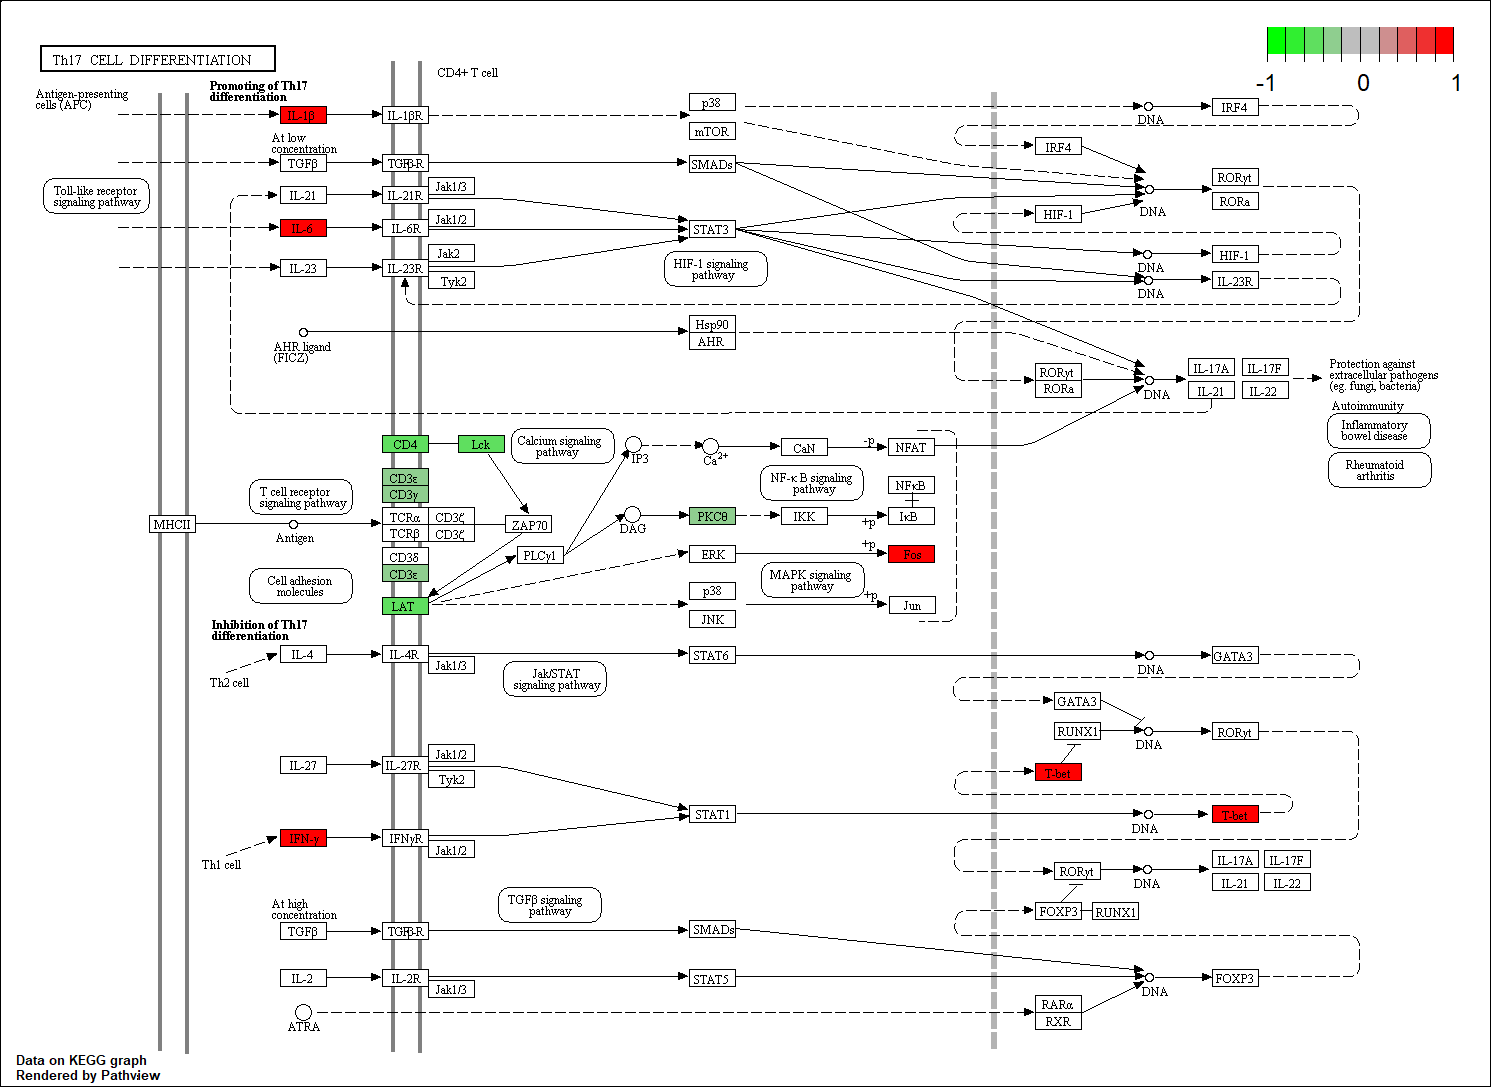 Th17 CELL DIFFERENTIATION
-1 0 1
Antigen-presenting
cells (APC)
Promoting of Th17
differentiation
CD4+ T cell
IL-1β
IL-1βR
p38
mTOR
DNA
IRF4
At low
concentration
TGFβ
TGFβ-R
SMADs
IRF4
Toll-like receptor
signaling pathway
IL-21
IL-21R
Jak1/3
RORγt
RORa
DNA
IL-6
IL-6R
Jak1/2
STAT3
HIF-1
IL-23
IL-23R
Jak2
Tyk2
HIF-1 signaling
pathway
DNA
HIF-1
DNA
IL-23R
AHR ligand
(FICZ)
Hsp90
AHR
RORγt
RORa
DNA
IL-17A
IL-17F
IL-21
IL-22
Protection against
extracellular pathogens
(eg. fungi, bacteria)
Autoimmunity
Inflammatory
bowel disease
Rheumatoid
arthritis
CD4
Lck
Calcium signaling
pathway
IP3
Ca2+
CaN
-p
NFAT
CD3ε
CD3γ
T cell receptor
signaling pathway
NF-κB signaling
pathway
NFκB
MHCII
Antigen
TCRα
CD3ζ
TCRβ
CD3ζ
ZAP70
DAG
PKCθ
IKK
+p
IκB
CD3δ
CD3ε
PLCγ1
ERK
+p
Fos
Cell adhesion
molecules
LAT
p38
JNK
MAPK signaling
pathway
+p
Jun
Inhibition of Th17
differentiation
IL-4
IL-4R
Jak1/3
STAT6
DNA
GATA3
Th2 cell
Jak/STAT
signaling pathway
GATA3
RUNX1
DNA
RORγt
IL-27
IL-27R
Jak1/2
Tyk2
T-bet
STAT1
DNA
T-bet
IFN-γ
IFNγR
Jak1/2
Th1 cell
RORγt
DNA
IL-17A
IL-17F
IL-21
IL-22
At high
concentration
TGFβ
TGFβ-R
TGFβ signaling
pathway
SMADs
FOXP3
RUNX1
IL-2
IL-2R
Jak1/3
STAT5
DNA
FOXP3
ATRA
RARα
RXR
Data on KEGG graph
Rendered by Pathview